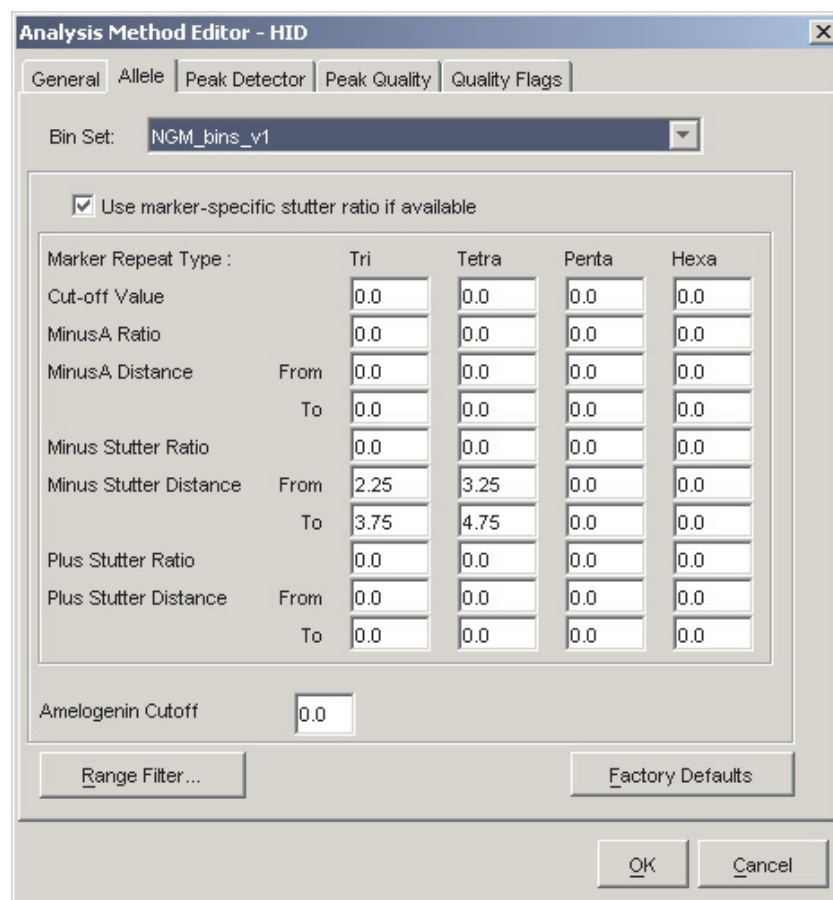 Analysis Method Editor - HID
General Allele Peak Detector Peak Quality Quality Flags
Bin Set: NGM_bins_v1
Use marker-specific stutter ratio if available
Marker Repeat Type : Tri Tetra Penta Hexa
Cut-off Value 0.0 0.0 0.0 0.0
MinusA Ratio 0.0 0.0 0.0 0.0
MinusA Distance From 0.0 0.0 0.0 0.0
To 0.0 0.0 0.0 0.0
Minus Stutter Ratio 0.0 0.0 0.0 0.0
Minus Stutter Distance From 2.25 3.25 0.0 0.0
To 3.75 4.75 0.0 0.0
Plus Stutter Ratio 0.0 0.0 0.0 0.0
Plus Stutter Distance From 0.0 0.0 0.0 0.0
To 0.0 0.0 0.0 0.0
Amelogenin Cutoff 0.0
Range Filter... Factory Defaults
OK Cancel